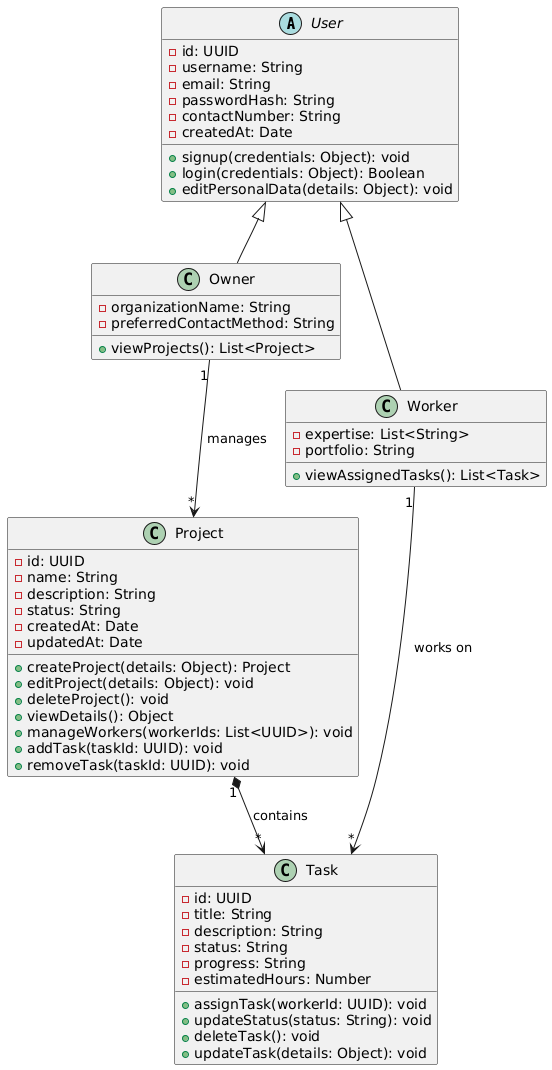 A User
id: UUID
username: String
email: String
passwordHash: String
contactNumber: String
createdAt: Date
signup(credentials: Object): void
login(credentials: Object): Boolean
editPersonalData(details: Object): void
C Owner
organizationName: String
preferredContactMethod: String
viewProjects(): List<Project>
1
C Worker
expertise: List<String>
portfolio: String
viewAssignedTasks(): List<Task>
manages
*
1
C Project
id: UUID
name: String
description: String
status: String
createdAt: Date
updatedAt: Date
createProject(details: Object): Project
editProject(details: Object): void
deleteProject(): void
viewDetails(): Object
manageWorkers(workerIds: List<UUID>): void
addTask(taskId: UUID): void
removeTask(taskId: UUID): void
works on
1
contains
*
*
C Task
id: UUID
title: String
description: String
status: String
progress: String
estimatedHours: Number
assignTask(workerId: UUID): void
updateStatus(status: String): void
deleteTask(): void
updateTask(details: Object): void